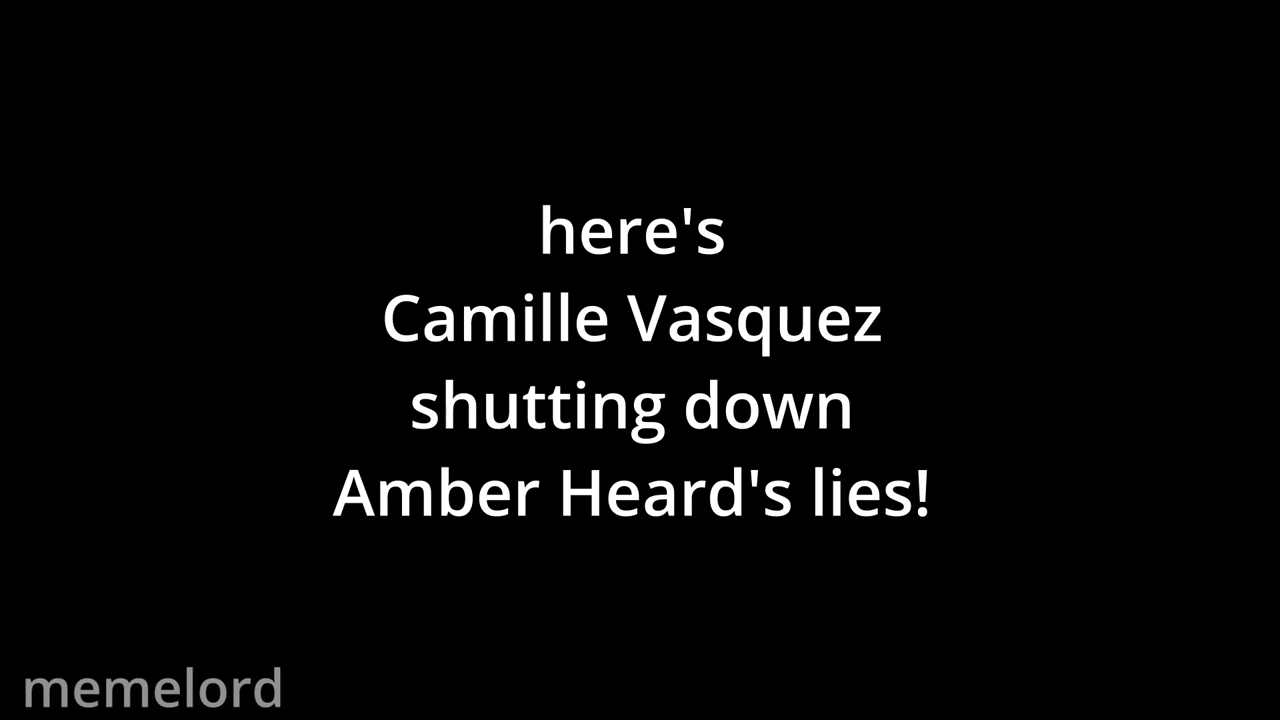 here's
Camille Vasquez
shutting down
Amber Heard's lies!
memelord